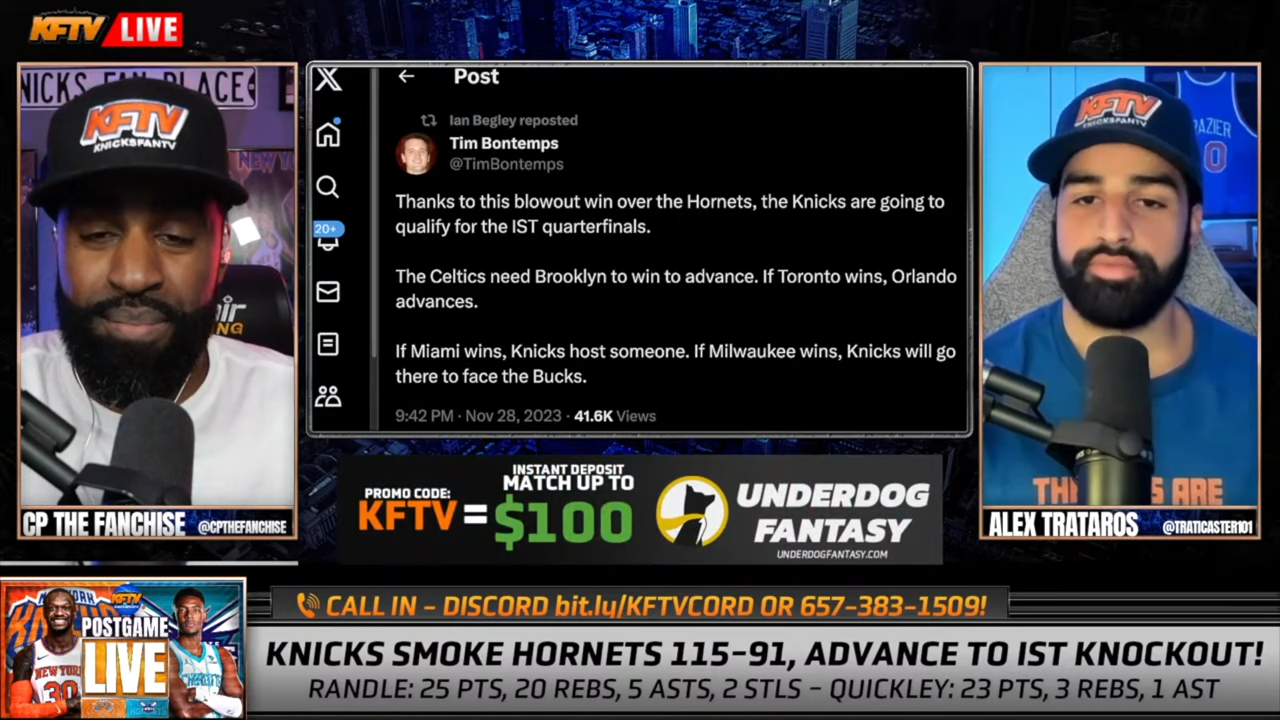 KFTV LIVE
NICKS FAN PLACE
KFTV
KNICKSFANTV
NEW Y
CP THE FANCHISE @CPTHEFANCHISE
Post
Ian Begley reposted
Tim Bontemps
@TimBontemps
20+
Thanks to this blowout win over the Hornets, the Knicks are going to
qualify for the IST quarterfinals.
The Celtics need Brooklyn to win to advance. If Toronto wins, Orlando
advances.
If Miami wins, Knicks host someone. If Milwaukee wins, Knicks will go
there to face the Bucks.
9:42 PM · Nov 28, 2023 · 41.6K Views
KFTV
KNICKSFANTV
RAZIER
ARE
ALEX TRATAROS @TRATICASTER101
PROMO CODE:
KFTV
=
INSTANT DEPOSIT
MATCH UP TO
$100
UNDERDOG
FANTASY
UNDERDOGFANTASY.COM
CALL IN – DISCORD bit.ly/KFTVCORD OR 657-383-1509!
KFTV
POSTGAME
LIVE
NEW YORK
30
KNICKS SMOKE HORNETS 115-91, ADVANCE TO IST KNOCKOUT!
RANDLE: 25 PTS, 20 REBS, 5 ASTS, 2 STLS – QUICKLEY: 23 PTS, 3 REBS, 1 AST